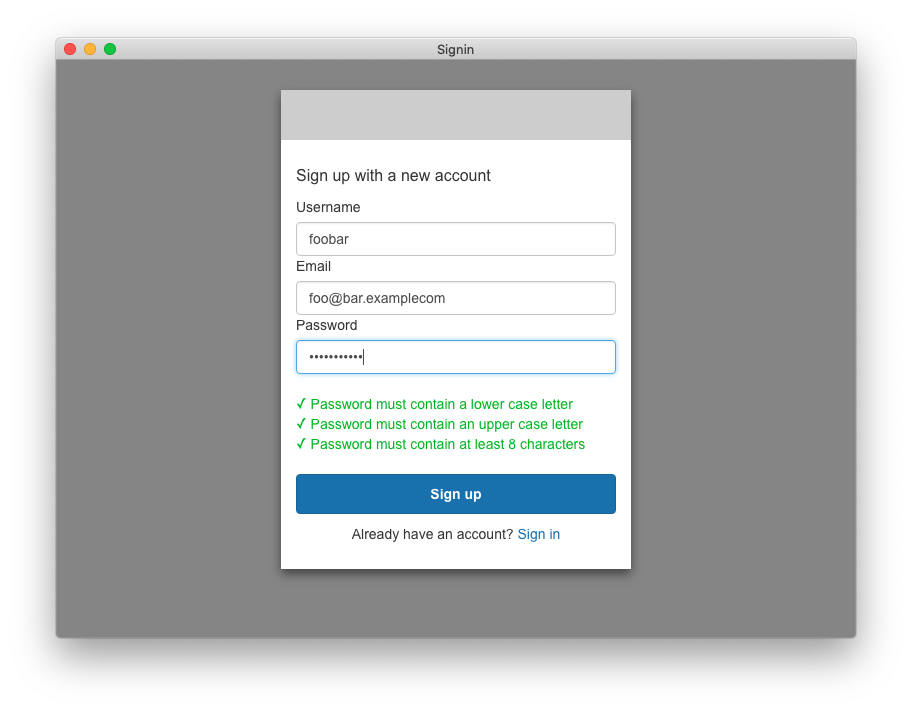 Signin
Sign up with a new account
Username
foobar
Email
foo@bar.examplecom
Password
•••••••••••
✓ Password must contain a lower case letter
✓ Password must contain an upper case letter
✓ Password must contain at least 8 characters
Sign up
Already have an account? Sign in